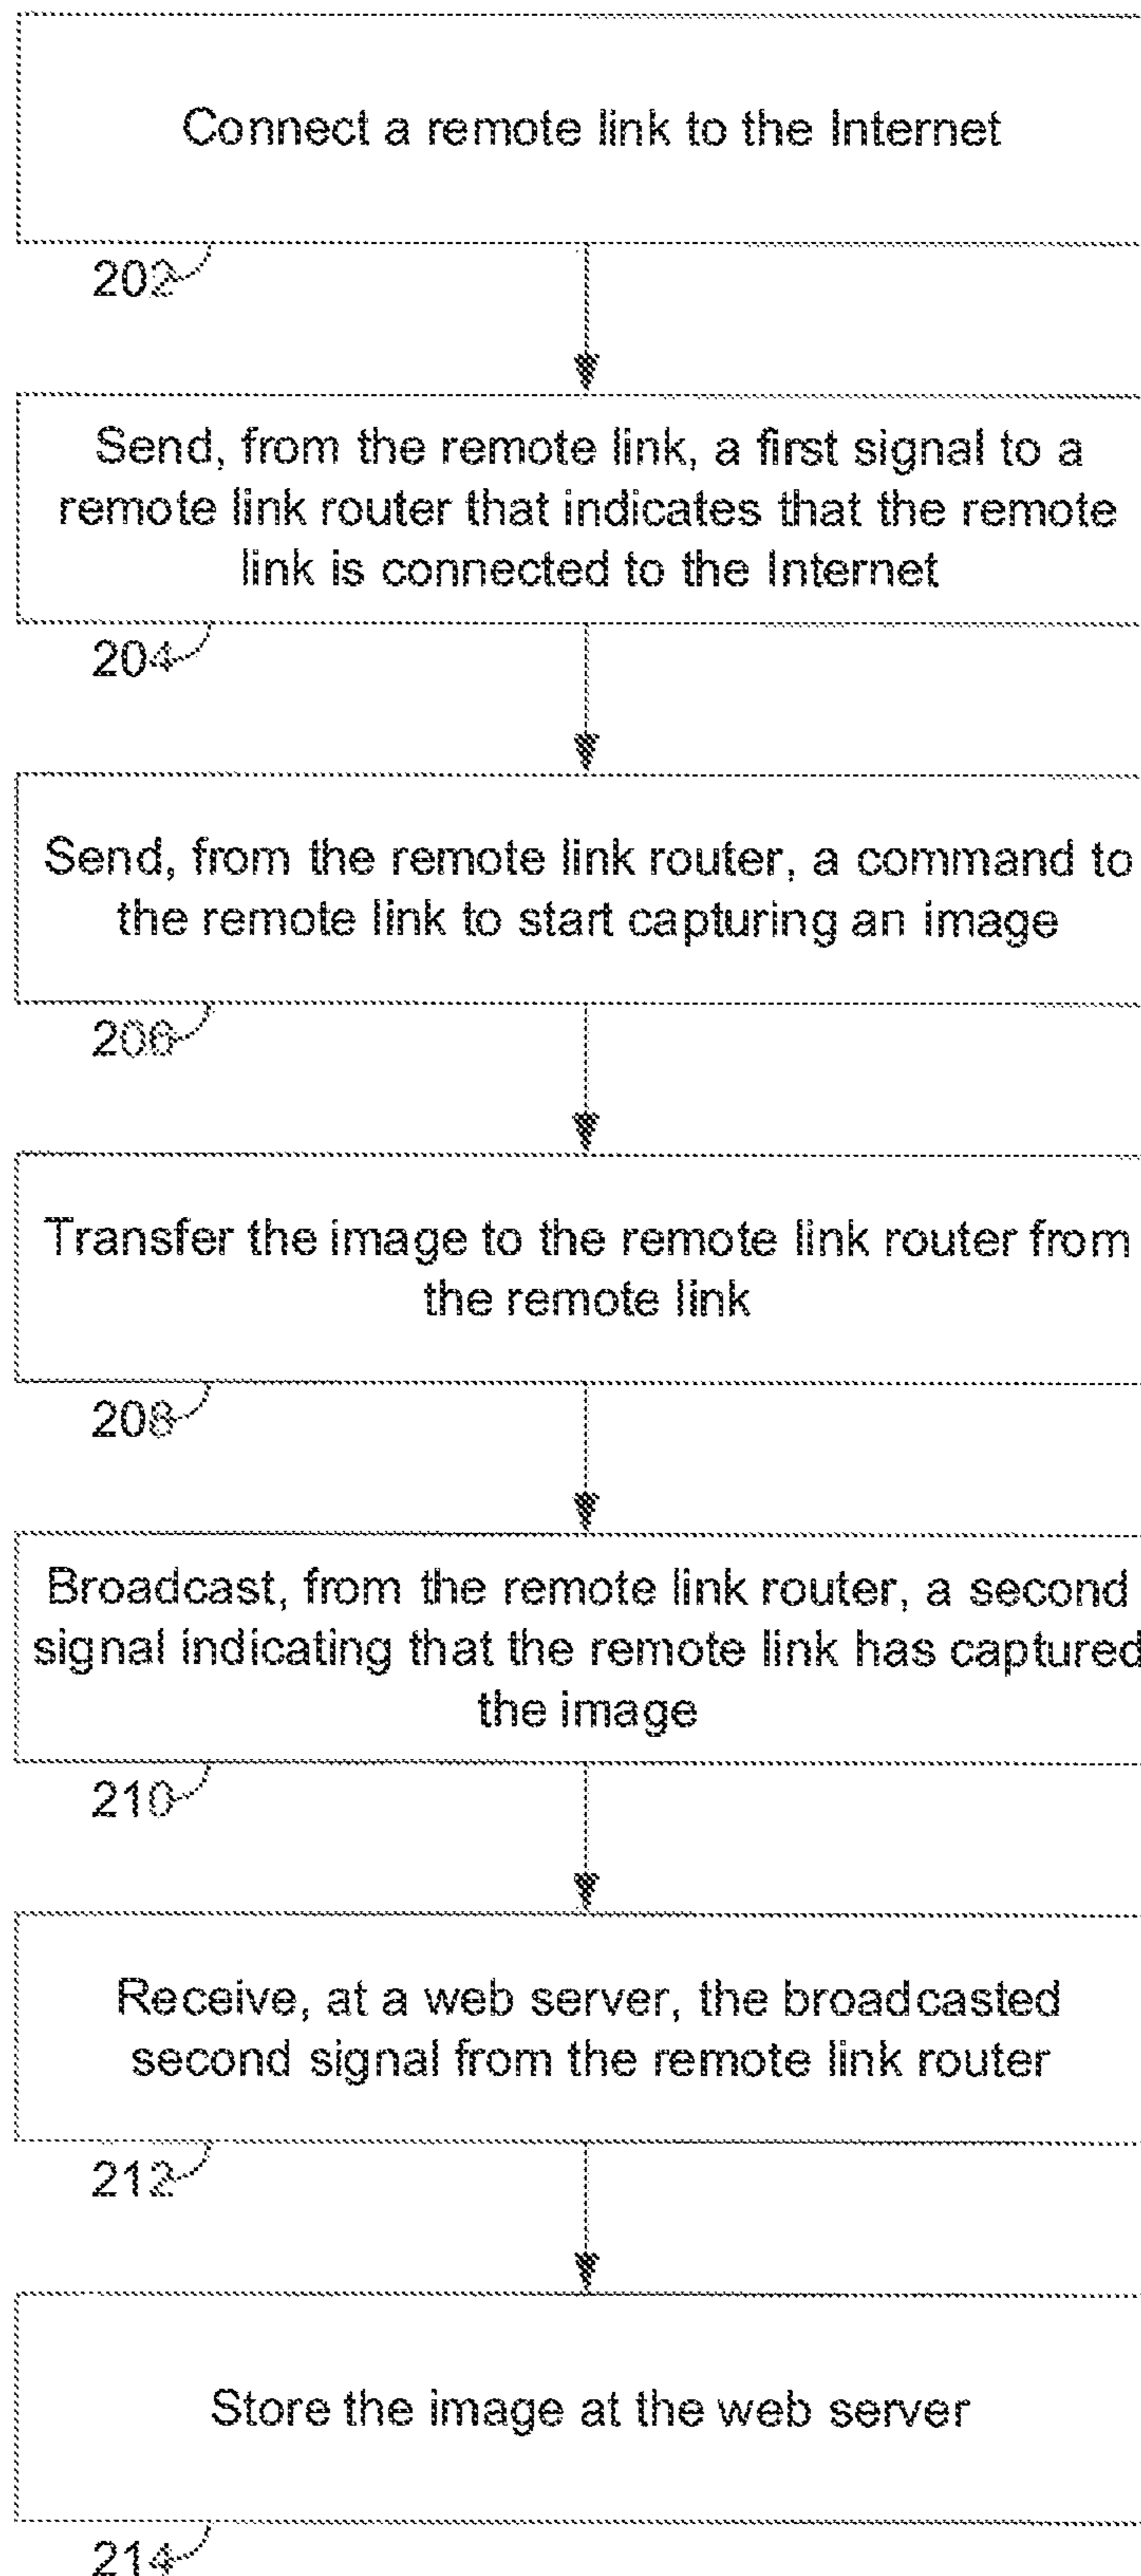 Connect a remote link to the Internet
202
Send, from the remote link, a first signal to a
remote link router that indicates that the remote
link is connected to the Internet
204
Send, from the remote link router, a command to
the remote link to start capturing an image
206
Transfer the image to the remote link router from
the remote link
208
Broadcast, from the remote link router, a second
signal indicating that the remote link has captured
the image
210
Receive, at a web server, the broadcasted
second signal from the remote link router
212
Store the image at the web server
214